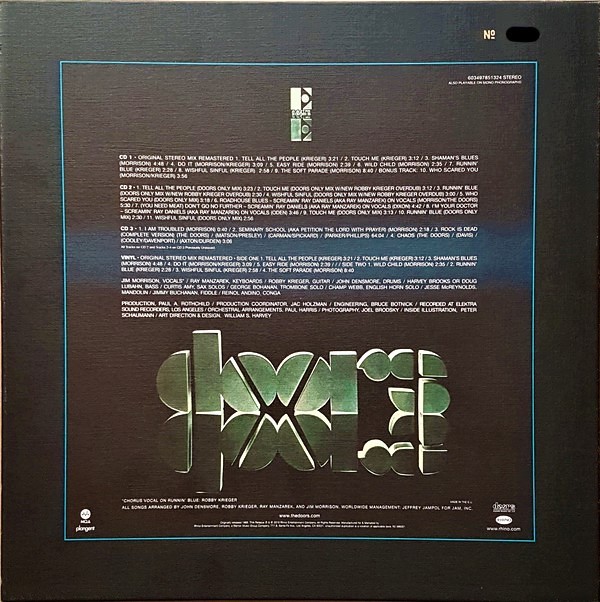 Nº
603497851324 STEREO
ALSO PLAYABLE ON MONO PHONOGRAPHS
CD 1 - ORIGINAL STEREO MIX REMASTERED 1. TELL ALL THE PEOPLE (KRIEGER) 3:21 / 2. TOUCH ME (KRIEGER) 3:12 / 3. SHAMAN'S BLUES
(MORRISON) 4:48 / 4. DO IT (MORRISON/KRIEGER) 3:09 / 5. EASY RIDE (MORRISON) 2:39 / 6. WILD CHILD (MORRISON) 2:35 / 7. RUNNIN'
BLUE (KRIEGER) 2:28 / 8. WISHFUL SINFUL (KRIEGER) 2:58 / 9. THE SOFT PARADE (MORRISON) 8:40 / BONUS TRACK: 10. WHO SCARED YOU
(MORRISON/KRIEGER) 3:56
CD 2 - 1. TELL ALL THE PEOPLE (DOORS ONLY MIX) 3:23 / 2. TOUCH ME (DOORS ONLY MIX W/NEW ROBBY KRIEGER OVERDUB) 3:12 / 3. RUNNIN' BLUE
(DOORS ONLY MIX W/NEW ROBBY KRIEGER OVERDUB) 2:30 / 4. WISHFUL SINFUL (DOORS ONLY MIX W/NEW ROBBY KRIEGER OVERDUB) 3:00 / 5. WHO
SCARED YOU (DOORS ONLY MIX) 3:18 / 6. ROADHOUSE BLUES - SCREAMIN' RAY DANIELS (AKA RAY MANZAREK) ON VOCALS (MORRISON/THE DOORS)
5:30 / 7. (YOU NEED MEAT) DON'T GO NO FURTHER - SCREAMIN' RAY DANIELS (AKA RAY MANZAREK) ON VOCALS (DIXON) 4:42 / 8. I'M YOUR DOCTOR
- SCREAMIN' RAY DANIELS (AKA RAY MANZAREK) ON VOCALS (ODEN) 3:46 / 9. TOUCH ME (DOORS ONLY MIX) 3:13 / 10. RUNNIN' BLUE (DOORS ONLY
MIX) 2:30 / 11. WISHFUL SINFUL (DOORS ONLY MIX) 2:56
CD 3 - 1. I AM TROUBLED (MORRISON) 0:40 / 2. SEMINARY SCHOOL (AKA PETITION THE LORD WITH PRAYER) (MORRISON) 2:18 / 3. ROCK IS DEAD
(COMPLETE VERSION) (THE DOORS) / (MATSON/PRESLEY) / (CARMAN/SPICKARD) / (PARKER/PHILLIPS) 64:04 / 4. CHAOS (THE DOORS) / (DAVIS) /
(COOLEY/DAVENPORT) / (AXTON/DURDEN) 3:09
VINYL - ORIGINAL STEREO MIX REMASTERED - SIDE ONE 1. TELL ALL THE PEOPLE (KRIEGER) 3:21 / 2. TOUCH ME (KRIEGER) 3:12 / 3. SHAMAN'S BLUES
(MORRISON) 4:48 / 4. DO IT (MORRISON/KRIEGER) 3:09 / 5. EASY RIDE (MORRISON) 2:39 / / / SIDE TWO 1. WILD CHILD (MORRISON) 2:35 / 2. RUNNIN'
BLUE (KRIEGER) 2:28 / 3. WISHFUL SINFUL (KRIEGER) 2:58 / 4. THE SOFT PARADE (MORRISON) 8:40
JIM MORRISON, VOCALS* / RAY MANZAREK, KEYBOARDS / ROBBY KRIEGER, GUITAR / JOHN DENSMORE, DRUMS / HARVEY BROOKS OR DOUG
LUBAHN, BASS / CURTIS AMY, SAX SOLOS / GEORGE BOHANAN, TROMBONE SOLO / CHAMP WEBB, ENGLISH HORN SOLO / JESSE McREYNOLDS,
MANDOLIN / JIMMY BUCHANAN, FIDDLE / REINOL ANDINO, CONGA
PRODUCTION, PAUL A. ROTHCHILD / PRODUCTION COORDINATOR, JAC HOLZMAN / ENGINEERING, BRUCE BOTNICK / RECORDED AT ELEKTRA
SOUND RECORDERS, LOS ANGELES / ORCHESTRAL ARRANGEMENTS, PAUL HARRIS / PHOTOGRAPHY, JOEL BRODSKY / INSIDE ILLUSTRATION, PETER
SCHAUMANN / ART DIRECTION & DESIGN, WILLIAM S. HARVEY
doors
*CHORUS VOCAL ON RUNNIN' BLUE: ROBBY KRIEGER
ALL SONGS ARRANGED BY JOHN DENSMORE, ROBBY KRIEGER, RAY MANZAREK, AND JIM MORRISON. WORLDWIDE MANAGEMENT: JEFFREY JAMPOL FOR JAM, INC.
MQA
plangent
www.thedoors.com
doors
RHINO
www.rhino.com